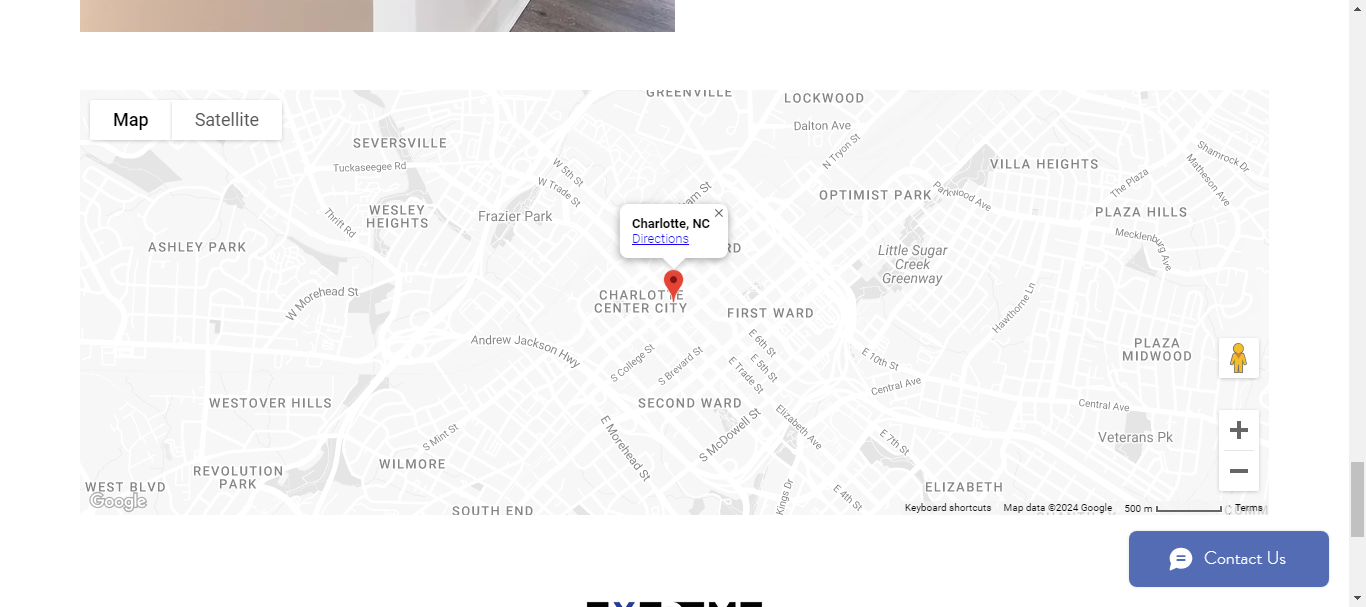 GREENVILLE
LOCKWOOD
Map
Satellite
Dalton Ave
SEVERSVILLE
N Tryon St
Shamrock Dr
Tuckaseegee Rd
W 5th St
VILLA HEIGHTS
The Plaza
Matheson Ave
W Trade St
OPTIMIST PARK
Parkwood Ave
WESLEY
HEIGHTS
Frazier Park
Thrift Rd
PLAZA HILLS
Charlotte, NC
Directions
Mecklenburg Ave
ASHLEY PARK
Little Sugar
Creek
Greenway
W Morehead St
CHARLOTTE
CENTER CITY
FIRST WARD
Hawthorne Ln
Andrew Jackson Hwy
E 6th St
PLAZA
MIDWOOD
S College St
S Brevard St
E 5th St
E Trade St
E 10th St
Central Ave
WESTOVER HILLS
SECOND WARD
Central Ave
Elizabeth Ave
S McDowell St
E Morehead St
S Mint St
E 7th St
Veterans Pk
WILMORE
REVOLUTION
PARK
WEST BLVD
Kings Dr
E 4th St
ELIZABETH
Google
SOUTH END
Keyboard shortcuts
Map data ©2024 Google
500 m
Terms
Contact Us